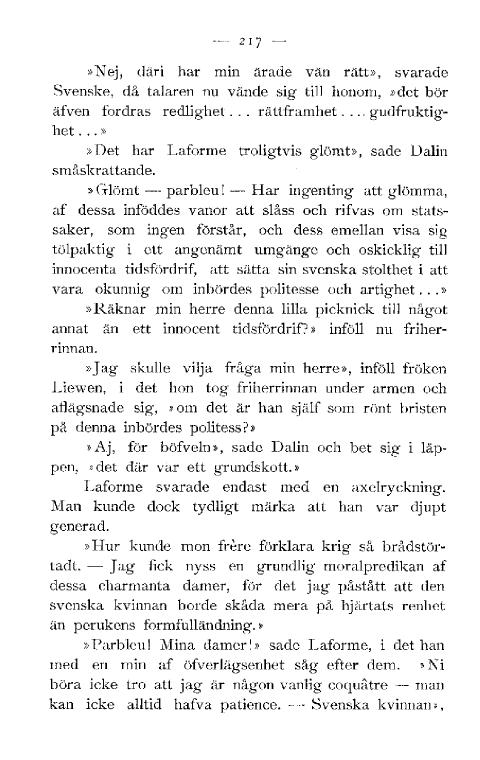 — 217 —
»Nej, däri har min ärade vän rätt», svarade
Svenske, då talaren nu vände sig till honom, »det bör
äfven fordras redlighet . . . rättframhet . . . . gudfruktig-
het . . . »
»Det har Laforme troligtvis glömt», sade Dalin
småskrattande.
»Glömt — parbleu! — Har ingenting att glömma,
af dessa inföddes vanor att slåss och rifvas om stats-
saker, som ingen förstår, och dess emellan visa sig
tölpaktig i ett angenämt umgänge och oskicklig till
innocenta tidsfördrif, att sätta sin svenska stolthet i att
vara okunnig om inbördes politesse och artighet . . . »
»Räknar min herre denna lilla picknick till något
annat än ett innocent tidsfördrif?» inföll nu friher-
rinnan.
»Jag skulle vilja fråga min herre», inföll fröken
Liewen, i det hon tog friherrinnan under armen och
aflägsnade sig, »om det är han själf som rönt bristen
på denna inbördes politess?»
»Aj, för böfveln», sade Dalin och bet sig i läp-
pen, »det där var ett grundskott.»
Laforme svarade endast med en axelryckning.
Man kunde dock tydligt märka att han var djupt
generad.
»Hur kunde mon frère förklara krig så brådstör-
tadt. — Jag fick nyss en grundlig moralpredikan af
dessa charmanta damer, för det jag påstått att den
svenska kvinnan borde skåda mera på hjärtats renhet
än perukens formfulländning.»
»Parbleu! Mina damer!» sade Laforme, i det han
med en min af öfverlägsenhet såg efter dem. »Ni
böra icke tro att jag är någon vanlig coquâtre — man
kan icke alltid hafva patience. — Svenska kvinnan»,